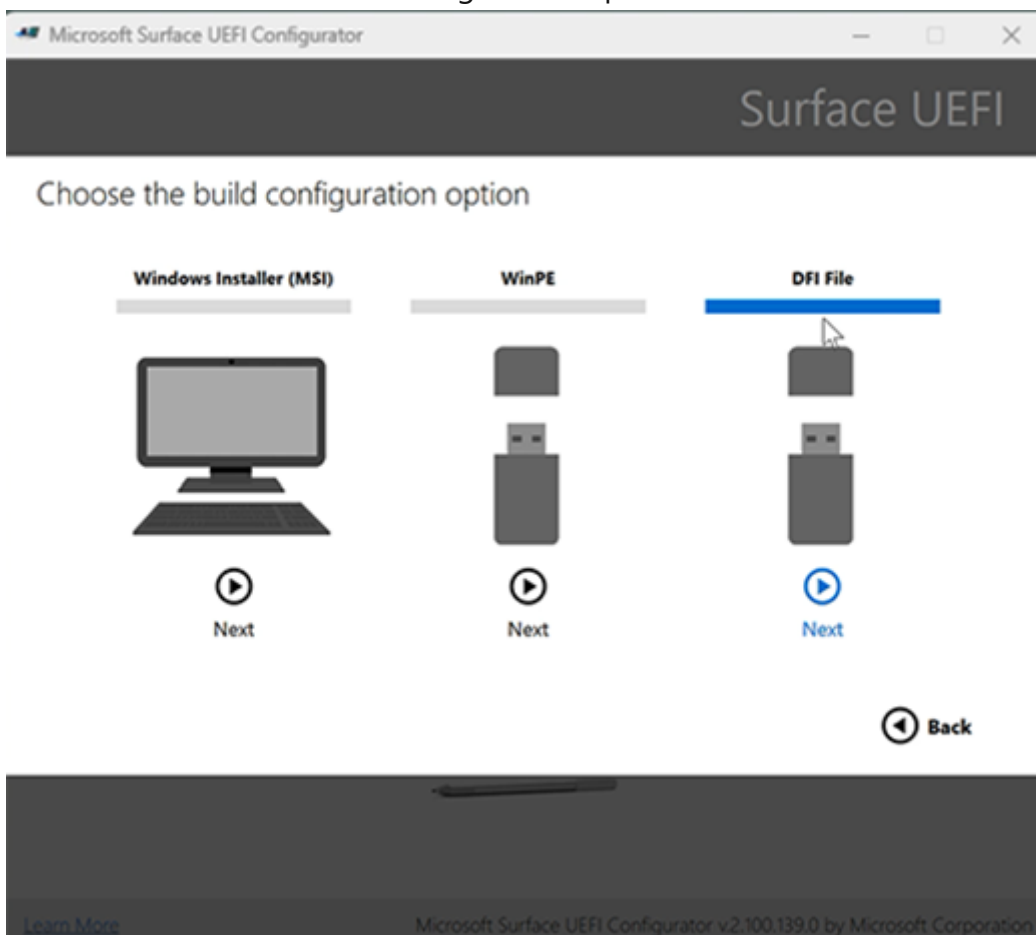 Microsoft Surface UEFI Configurator
Surface UEFI
Choose the build configuration option
Windows Installer (MSI)
WinPE
DFI File
Next
Next
Next
Back
Learn More
Microsoft Surface UEFI Configurator v2.100.139.0 by Microsoft Corporation